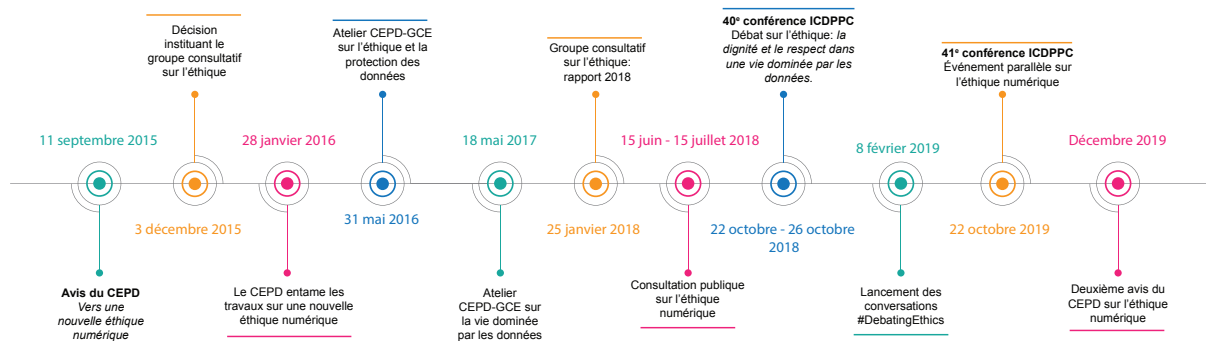 11 septembre 2015
Avis du CEPD
Vers une
nouvelle éthique
numérique
Décision
instituant le
groupe consultatif
sur l'éthique
3 décembre 2015
28 janvier 2016
Le CEPD entame les
travaux sur une nouvelle
éthique numérique
Atelier CEPD-GCE
sur l'éthique et la
protection des
données
31 mai 2016
18 mai 2017
Atelier
CEPD-GCE sur
la vie dominée
par les données
Groupe consultatif
sur l'éthique:
rapport 2018
25 janvier 2018
15 juin - 15 juillet 2018
Consultation publique
sur l'éthique
numérique
40e conférence ICDPPC
Débat sur l'éthique: la
dignité et le respect dans
une vie dominée par les
données.
22 octobre - 26 octobre
2018
8 février 2019
Lancement des
conversations
#DebatingEthics
41e conférence ICDPPC
Événement parallèle sur
l'éthique numérique
22 octobre 2019
Décembre 2019
Deuxième avis du
CEPD sur l'éthique
numérique